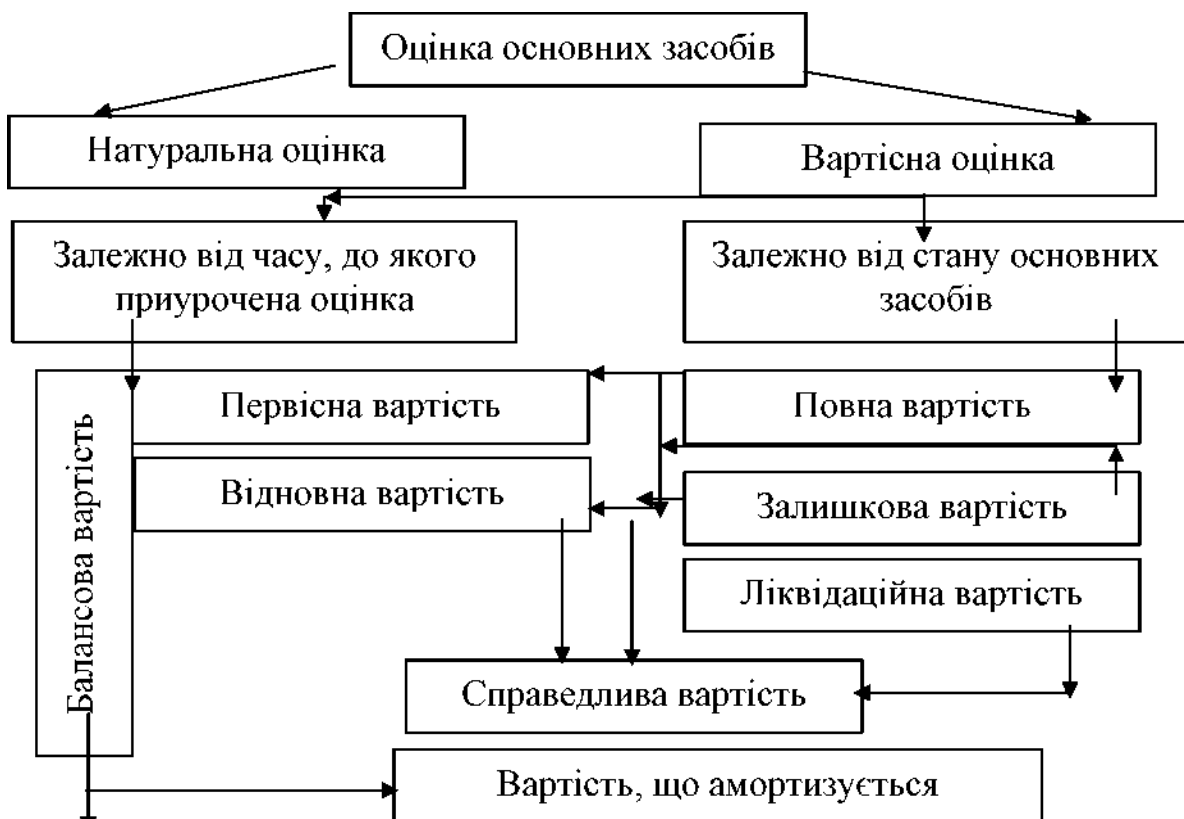 Оцінка основних засобів
Натуральна оцінка
Вартісна оцінка
Залежно від часу, до якого
приурочена оцінка
Залежно від стану основних
засобів
Балансова вартість
Первісна вартість
Повна вартість
Відновна вартість
Залишкова вартість
Ліквідаційна вартість
Справедлива вартість
Вартість, що амортизується